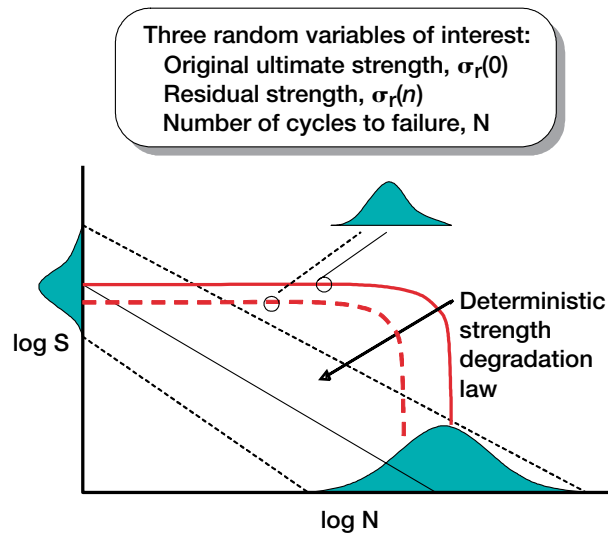 Three random variables of interest:
Original ultimate strength, σr(0)
Residual strength, σr(n)
Number of cycles to failure, N
Deterministic
strength
degradation
law
log S
log N